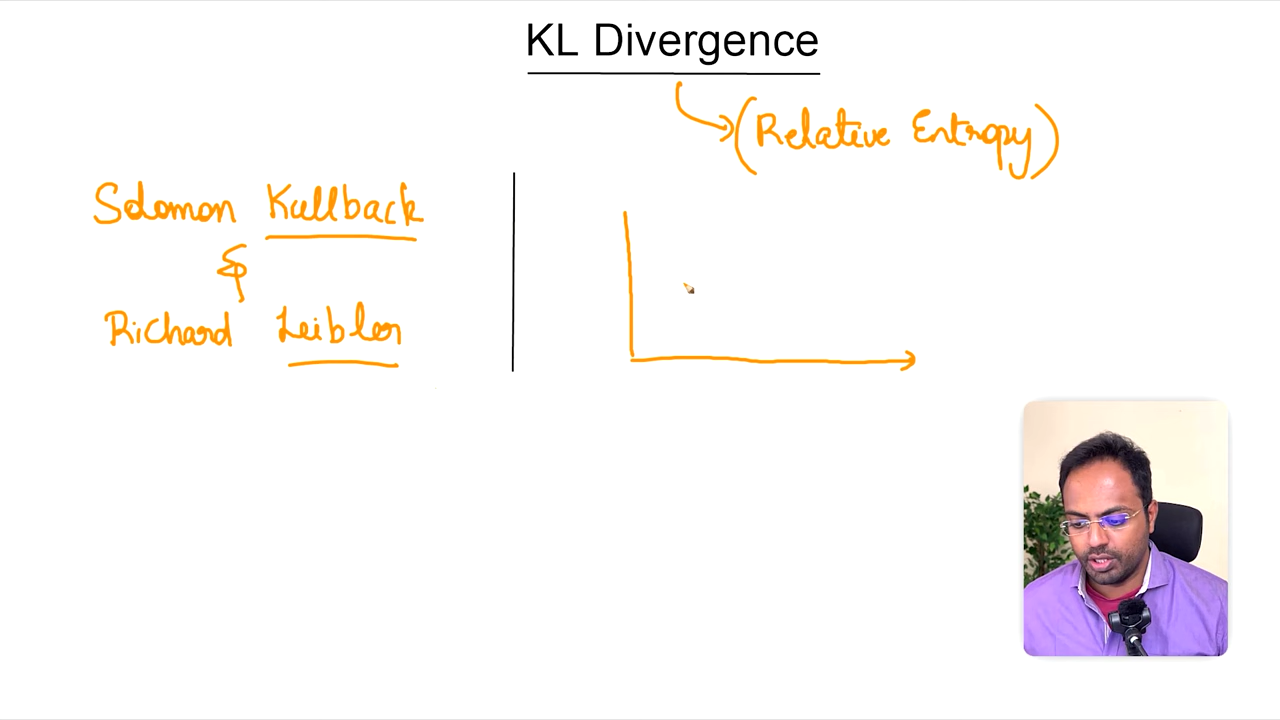 KL Divergence
(Relative Entropy)
Solomon Kullback
&
Richard Leibler